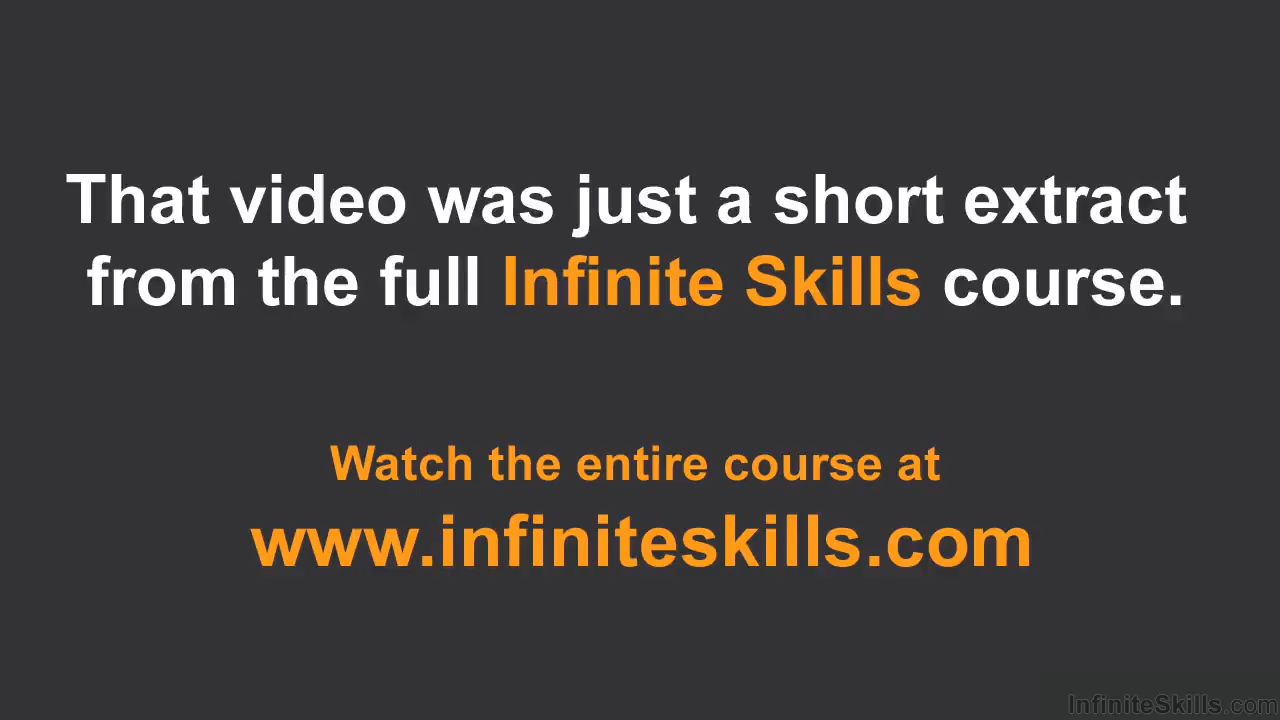 That video was just a short extract
from the full Infinite Skills course.
Watch the entire course at
www.infiniteskills.com
InfiniteSkills.com